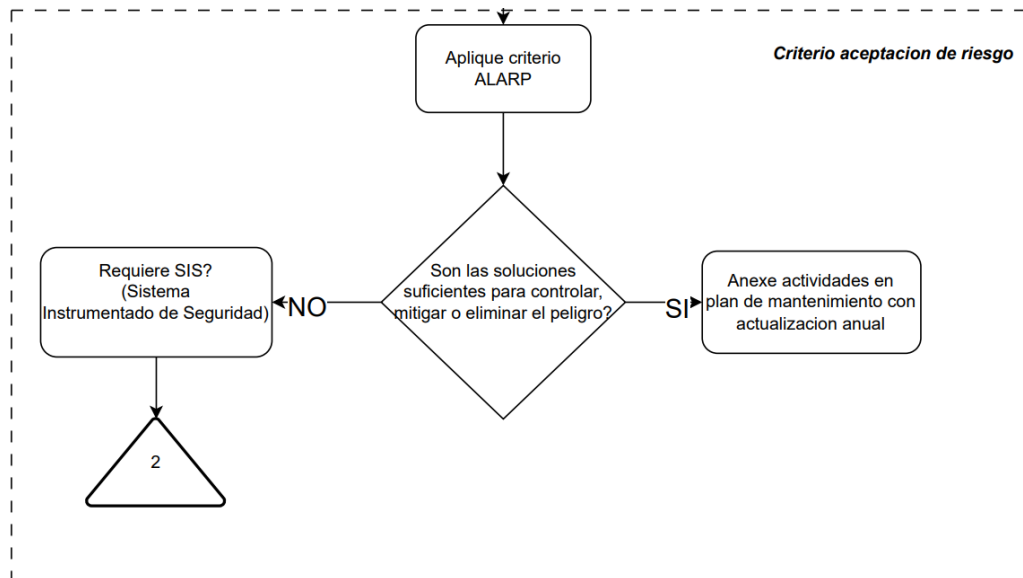 Aplique criterio
ALARP
Criterio aceptacion de riesgo
Requiere SIS?
(Sistema
Instrumentado de Seguridad)
NO
Son las soluciones
suficientes para controlar,
mitigar o eliminar el peligro?
SI
Anexe actividades en
plan de mantenimiento con
actualizacion anual
2